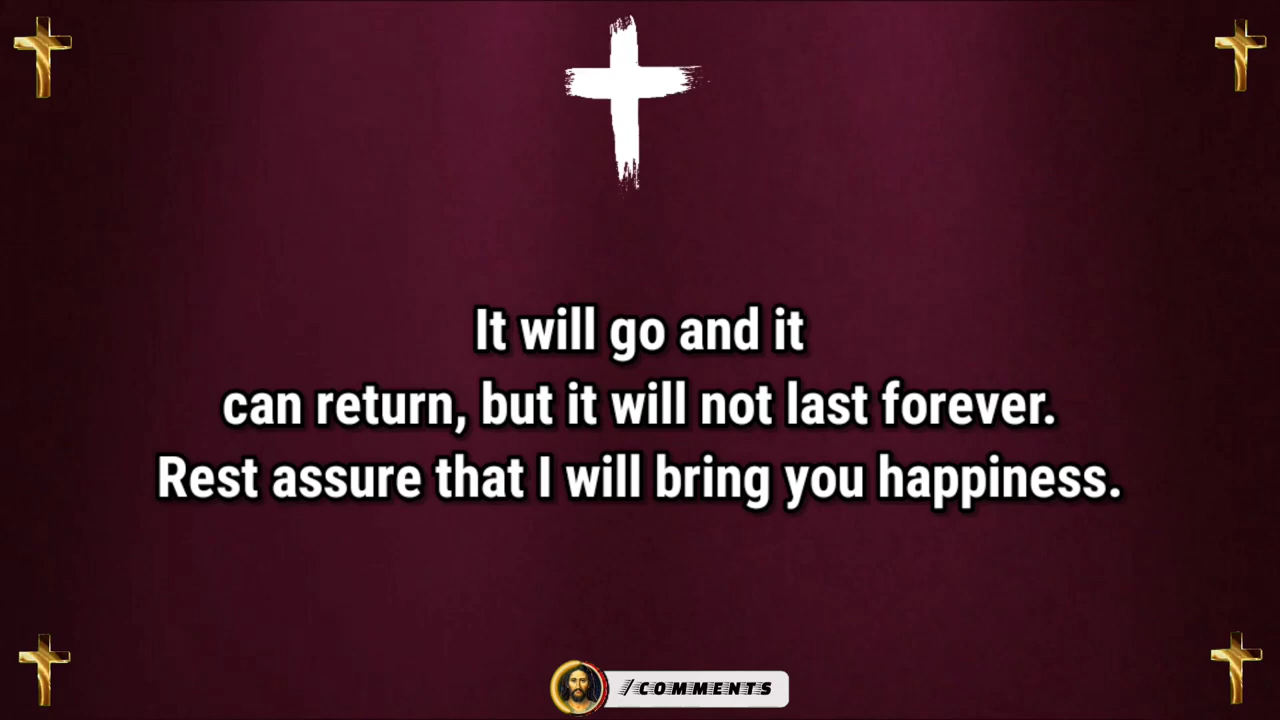 It will go and it
can return, but it will not last forever.
Rest assure that I will bring you happiness.
/COMMENTS